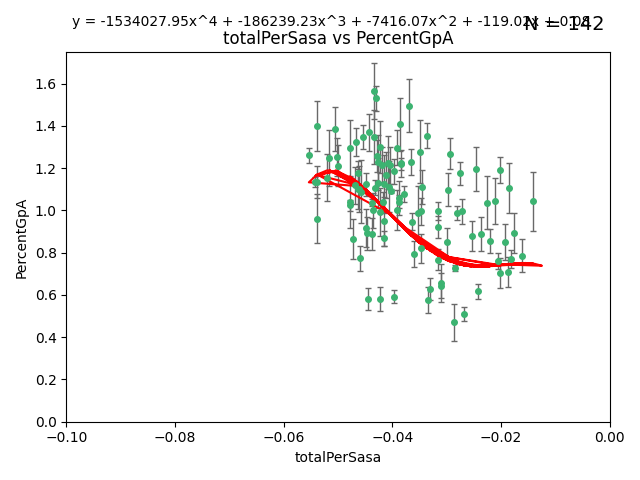 y = -1534027.95x^4 + -186239.23x^3 + -7416.07x^2 + -119.02x +
N = 142
totalPerSasa vs PercentGpA
PercentGpA
1.6
1.4
1.2
1.0
0.8
0.6
0.4
0.2
0.0
−0.10 −0.08 −0.06 −0.04 −0.02 0.00
totalPerSasa